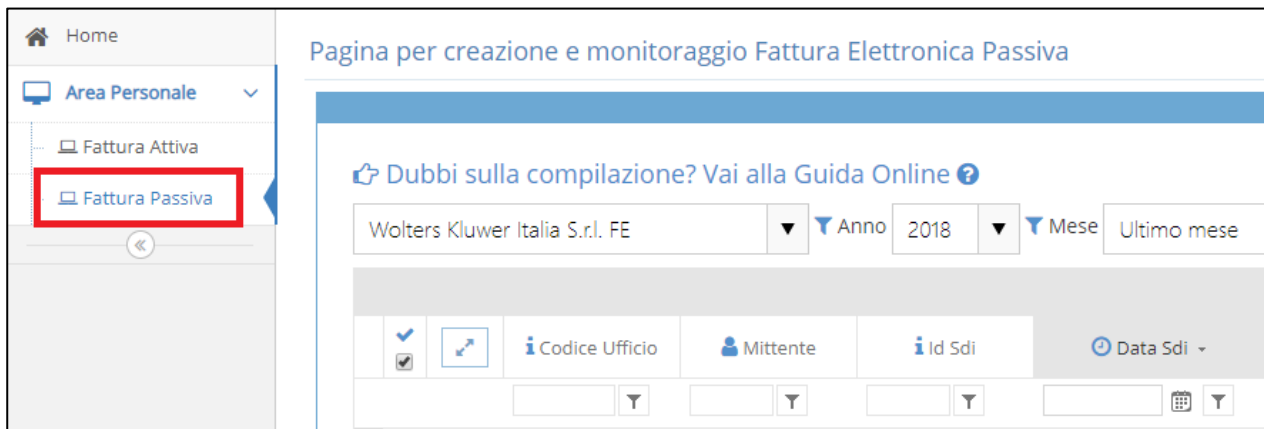 Home
Area Personale
Fattura Attiva
Fattura Passiva
Pagina per creazione e monitoraggio Fattura Elettronica Passiva
Dubbi sulla compilazione? Vai alla Guida Online
Wolters Kluwer Italia S.r.l. FE Anno 2018 Mese Ultimo mese
Codice Ufficio Mittente Id Sdi Data Sdi